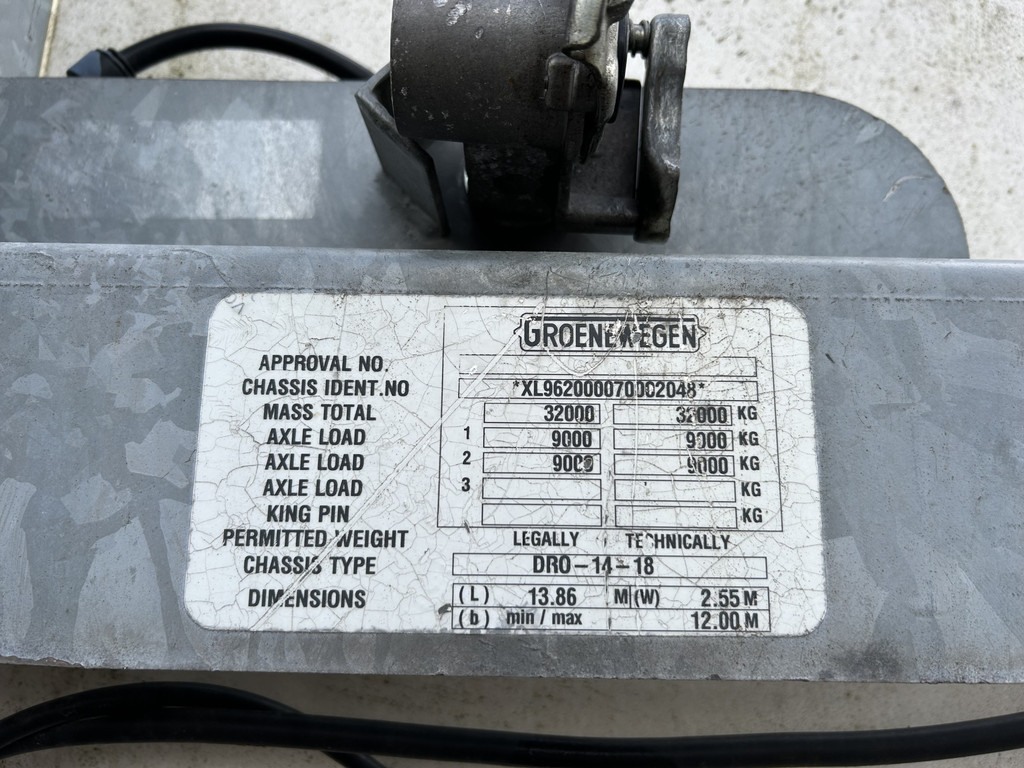 GROENEWEGEN
APPROVAL NO.
CHASSIS IDENT.NO *XL962000070002048*
MASS TOTAL 32000 32000 KG
AXLE LOAD 1 9000 9000 KG
AXLE LOAD 2 9000 9000 KG
AXLE LOAD 3 KG
KING PIN KG
PERMITTED WEIGHT LEGALLY TECHNICALLY
CHASSIS TYPE DRO-14-18
DIMENSIONS (L) 13.86 M (W) 2.55 M
(b) min / max 12.00 M